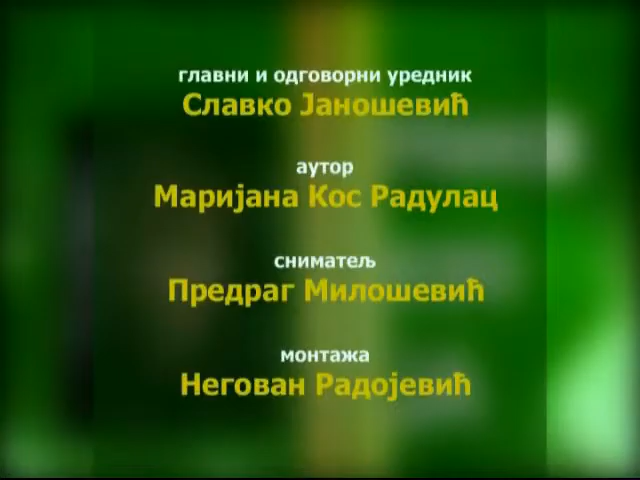 главни и одговорни уредник
Славко Јаношевић
аутор
Маријана Кос Радулац
сниматељ
Предраг Милошевић
монтажа
Негован Радојевић